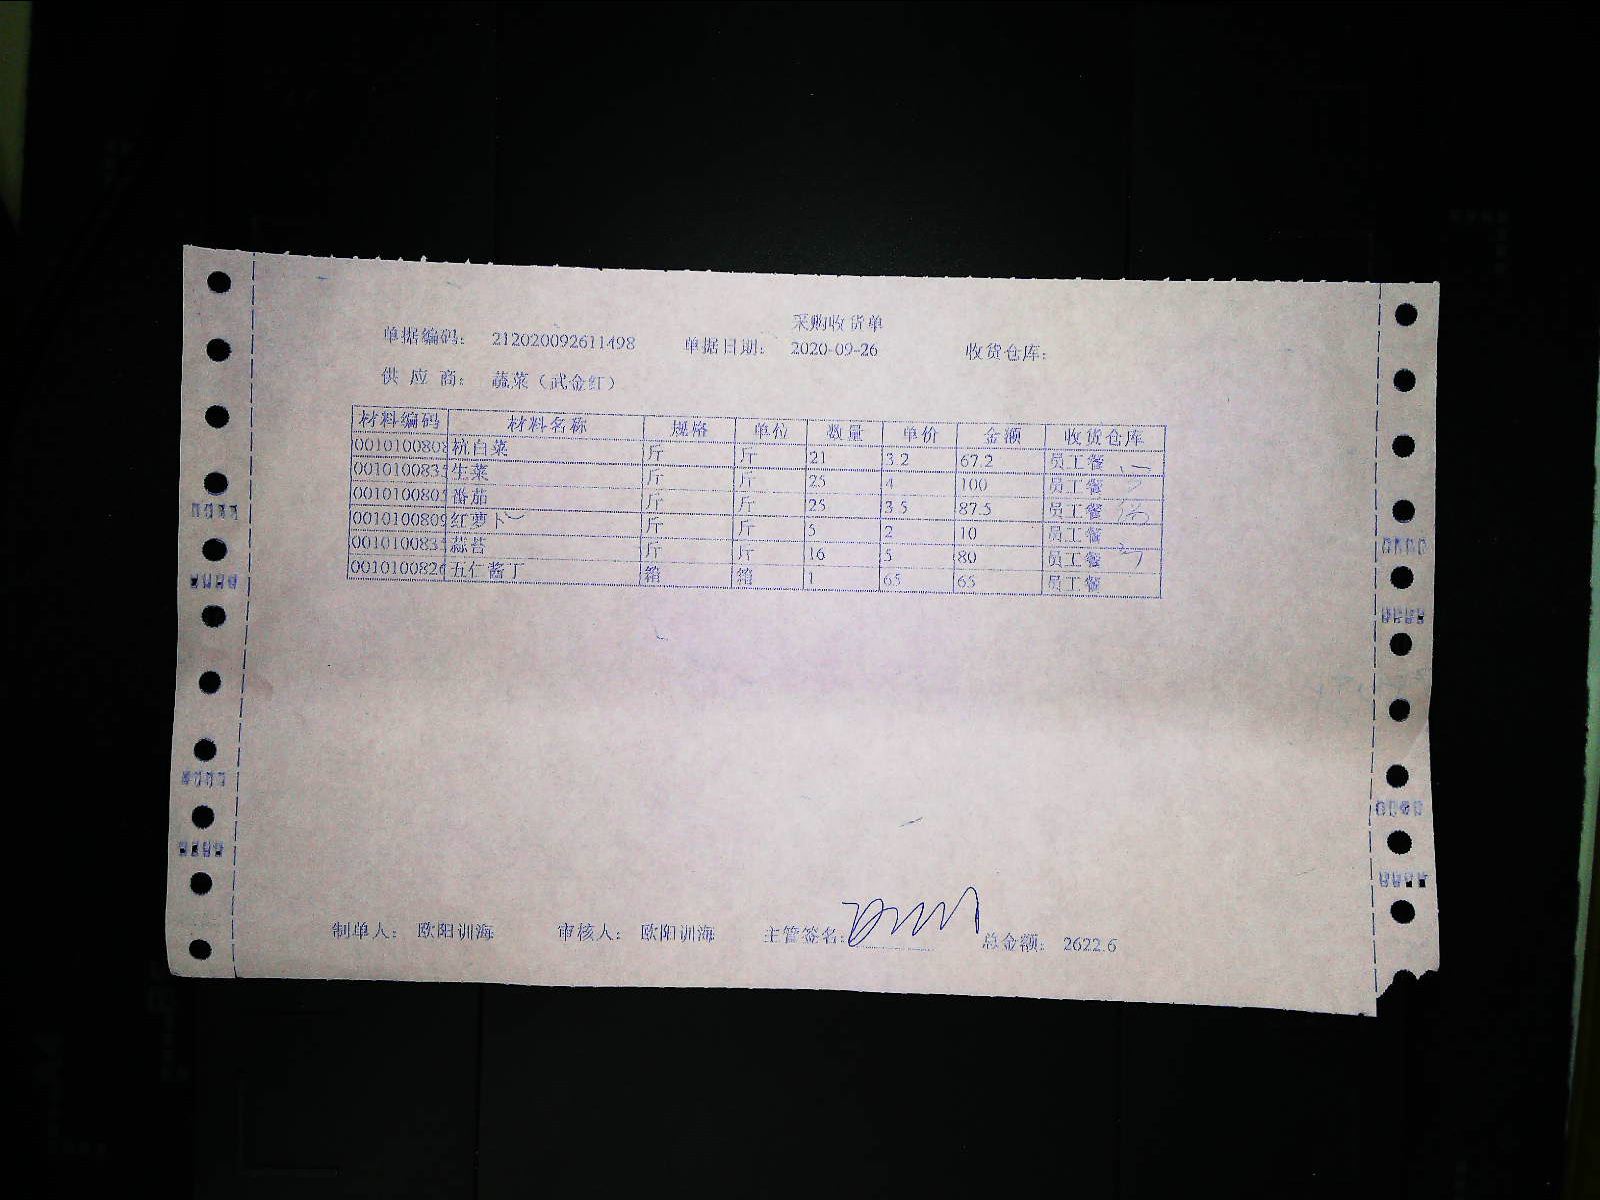 采购收货单
单据编码： 212020092611498 单据日期： 2020-09-26 收货仓库：
供 应 商： 蔬菜（武金红）
材料编码 材料名称 规格 单位 数量 单价 金额 收货仓库
0010100808 杭白菜 斤 斤 21 3.2 67.2 员工餐
001010083 生菜 斤 斤 25 4 100 员工餐
001010080 番茄 斤 斤 25 3.5 87.5 员工餐
0010100809 红萝卜 斤 斤 5 2 10 员工餐
001010083 蒜苔 斤 斤 16 5 80 员工餐
001010082 五仁酱丁 箱 箱 1 65 65 员工餐
制单人： 欧阳训海 审核人： 欧阳训海 主管签名: 总金额： 2622.6